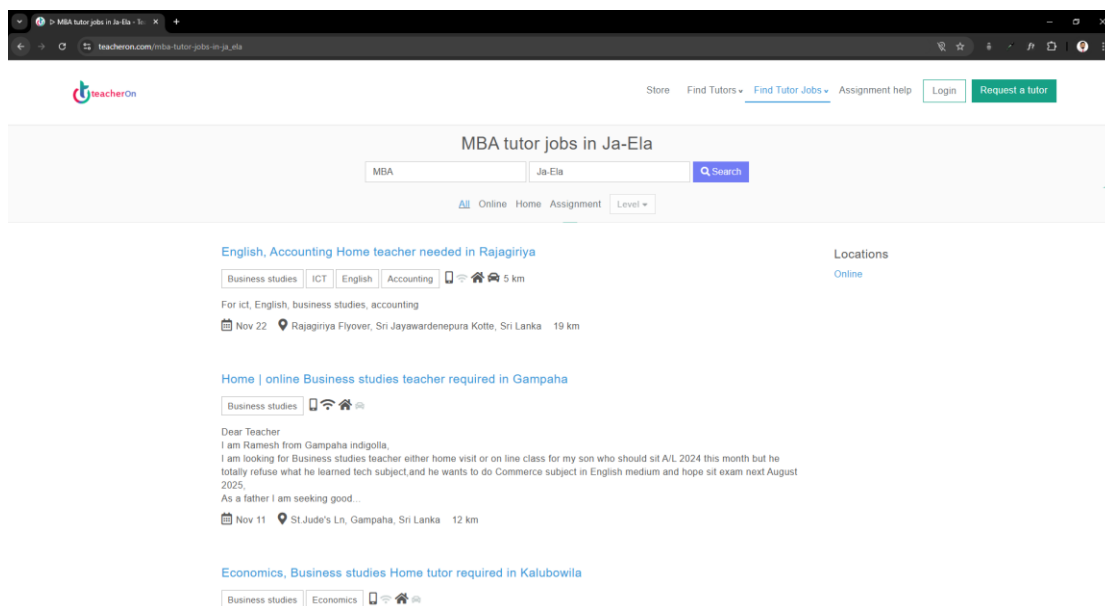 ▷ MBA tutor jobs in Ja-Ela - Te
teacheron.com/mba-tutor-jobs-in-ja_ela
teacherOn
Store Find Tutors Find Tutor Jobs Assignment help Login Request a tutor
MBA tutor jobs in Ja-Ela
MBA Ja-Ela Search
All Online Home Assignment Level
English, Accounting Home teacher needed in Rajagiriya
Business studies ICT English Accounting 5 km
For ict, English, business studies, accounting
Nov 22 Rajagiriya Flyover, Sri Jayawardenepura Kotte, Sri Lanka 19 km
Locations
Online
Home | online Business studies teacher required in Gampaha
Business studies
Dear Teacher
I am Ramesh from Gampaha indigolla,
I am looking for Business studies teacher either home visit or on line class for my son who should sit A/L 2024 this month but he
totally refuse what he learned tech subject,and he wants to do Commerce subject in English medium and hope sit exam next August
2025,
As a father I am seeking good...
Nov 11 St.Jude's Ln, Gampaha, Sri Lanka 12 km
Economics, Business studies Home tutor required in Kalubowila
Business studies Economics